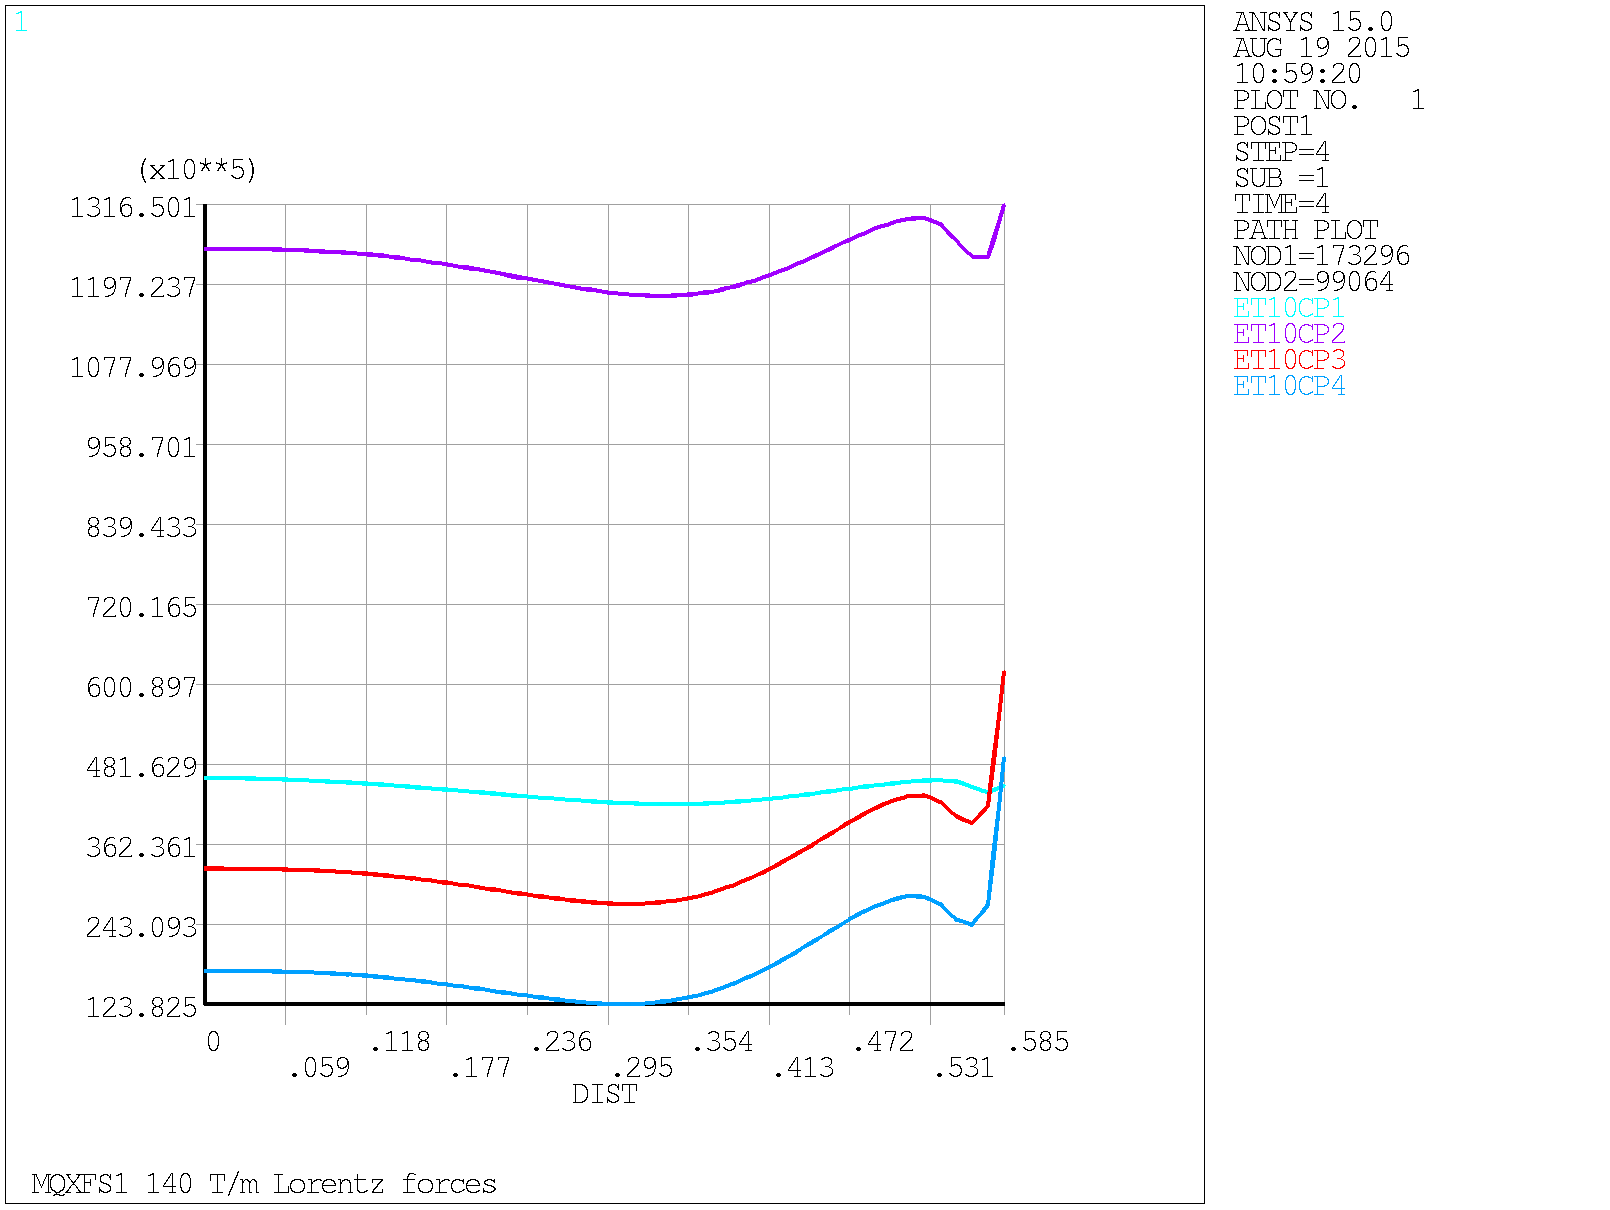 1
ANSYS 15.0
AUG 19 2015
10:59:20
PLOT NO.   1
POST1
STEP=4
SUB =1
TIME=4
PATH PLOT
NOD1=173296
NOD2=99064
ET10CP1
ET10CP2
ET10CP3
ET10CP4
(x10**5)
1316.501
1197.237
1077.969
958.701
839.433
720.165
600.897
481.629
362.361
243.093
123.825
0 .118 .236 .354 .472 .585
.059 .177 .295 .413 .531
DIST
MQXFS1 140 T/m Lorentz forces